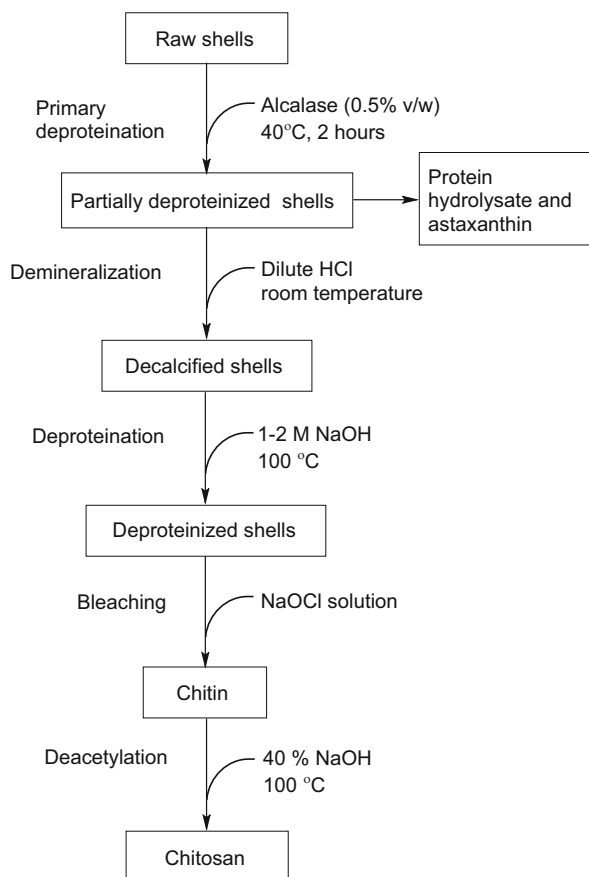 Raw shells
Primary
deproteination
Alcalase (0.5% v/w)
40°C, 2 hours
Partially deproteinized shells
Protein
hydrolysate and
astaxanthin
Demineralization
Dilute HCl
room temperature
Decalcified shells
Deproteination
1-2 M NaOH
100 °C
Deproteinized shells
Bleaching
NaOCl solution
Chitin
Deacetylation
40 % NaOH
100 °C
Chitosan